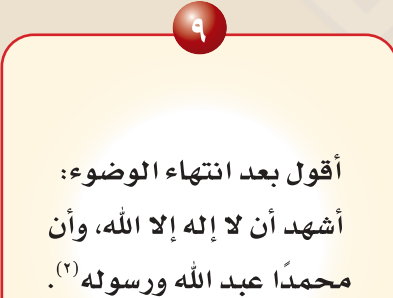 ٩
أقول بعد انتهاء الوضوء:
أشهد أن لا إله إلا الله، وأن
محمدًا عبد الله ورسوله(٢).